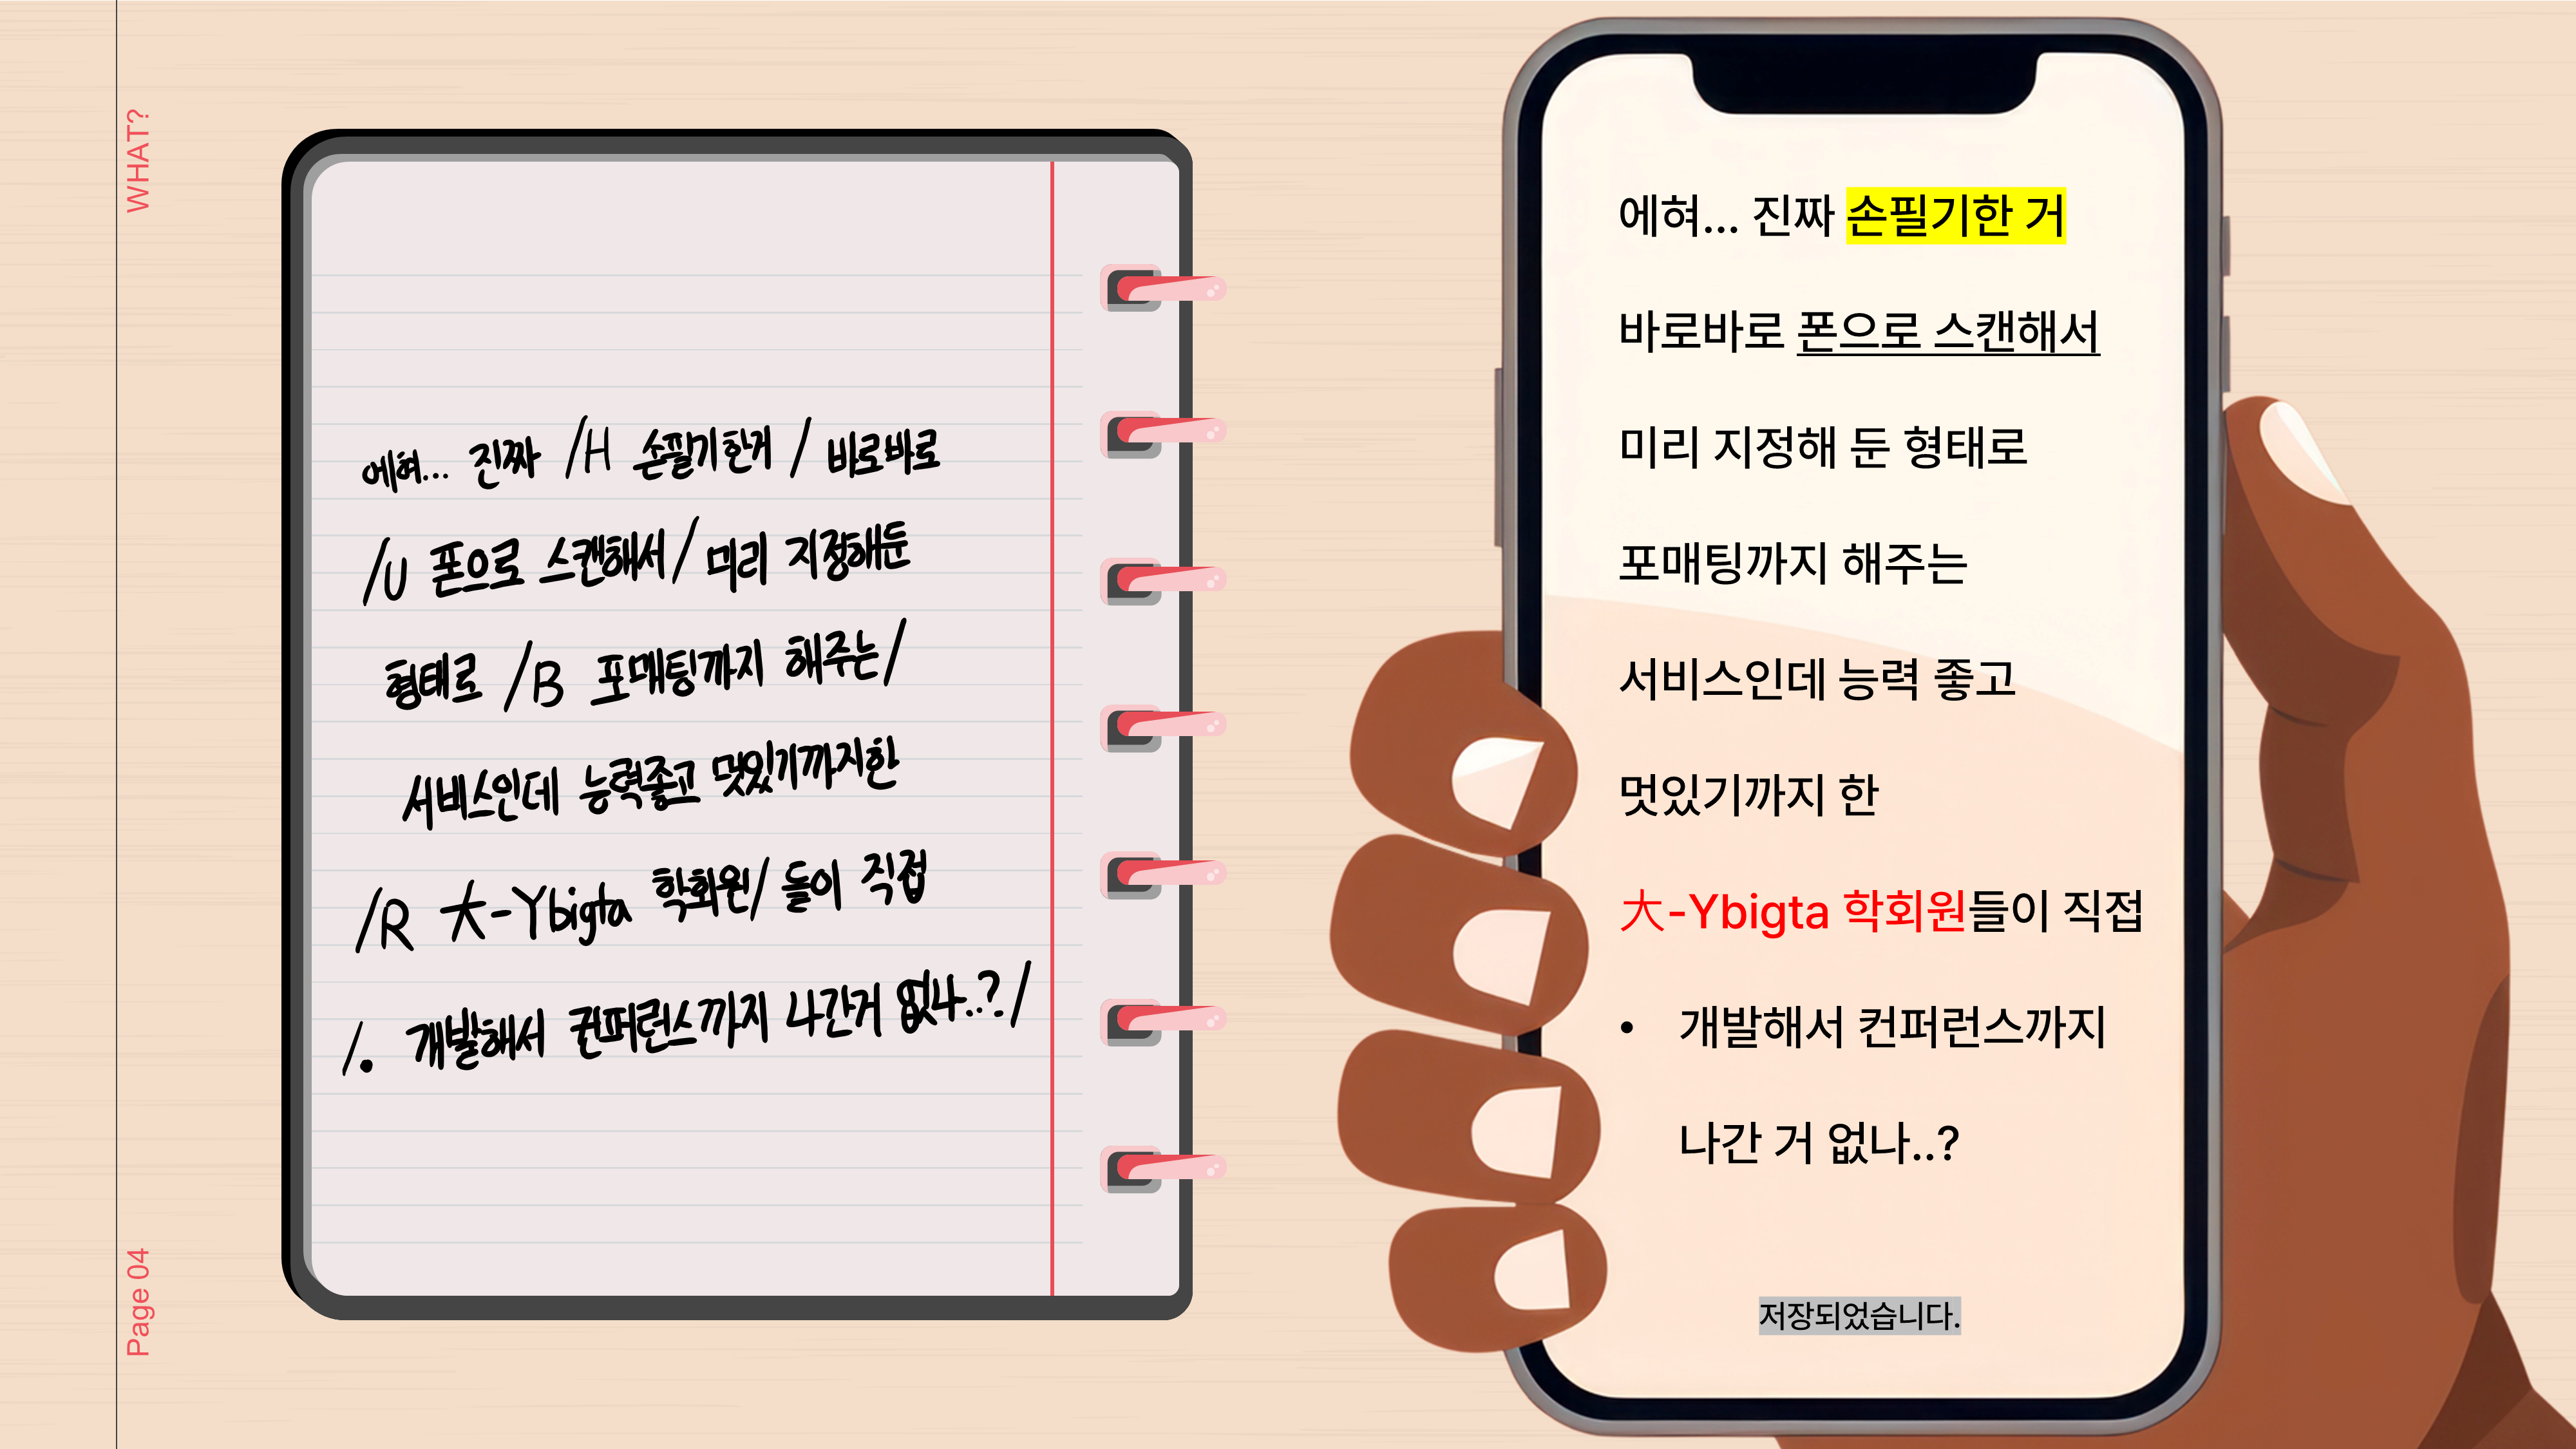 WHAT?
에혀... 진짜 /H 손필기한거 / 바로바로
/U 폰으로 스캔해서/ 미리 지정해둔
형태로 /B 포매팅까지 해주는/
서비스인데 능력좋고 멋있기까지한
/R 大-Ybigta 학회원/ 들이 직접
/. 개발해서 컨퍼런스까지 나간거 없나..?/
에혀... 진짜 손필기한 거
바로바로 폰으로 스캔해서
미리 지정해 둔 형태로
포매팅까지 해주는
서비스인데 능력 좋고
멋있기까지 한
大-Ybigta 학회원들이 직접
• 개발해서 컨퍼런스까지
나간 거 없나..?
저장되었습니다.
Page 04